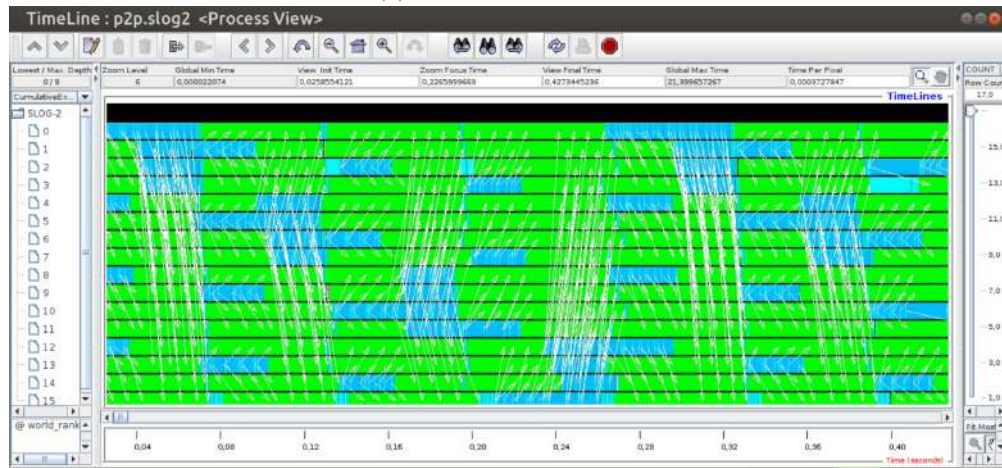 TimeLine : p2p.slog2 <Process View>
Lowest / Max. Depth Zoom Level Global Min Time View Init Time Zoom Focus Time View Final Time Global Max Time Time Per Pixel COUNT
0 / 8 6 0,000022074 0,0258554121 0,2265999669 0,4273445236 21,399657267 0,0003727847 Row Coun
CumulativeEx... TimeLines 17,0
SLOG-2
0
1
2
3
4
5
6
7
8
9
10
11
12
13
14
15
15,0
13,0
11,0
9,0
7,0
5,0
3,0
1,0
@ world_rank
0,04 0,08 0,12 0,16 0,20 0,24 0,28 0,32 0,36 0,40
Time (seconds)
Fit Most